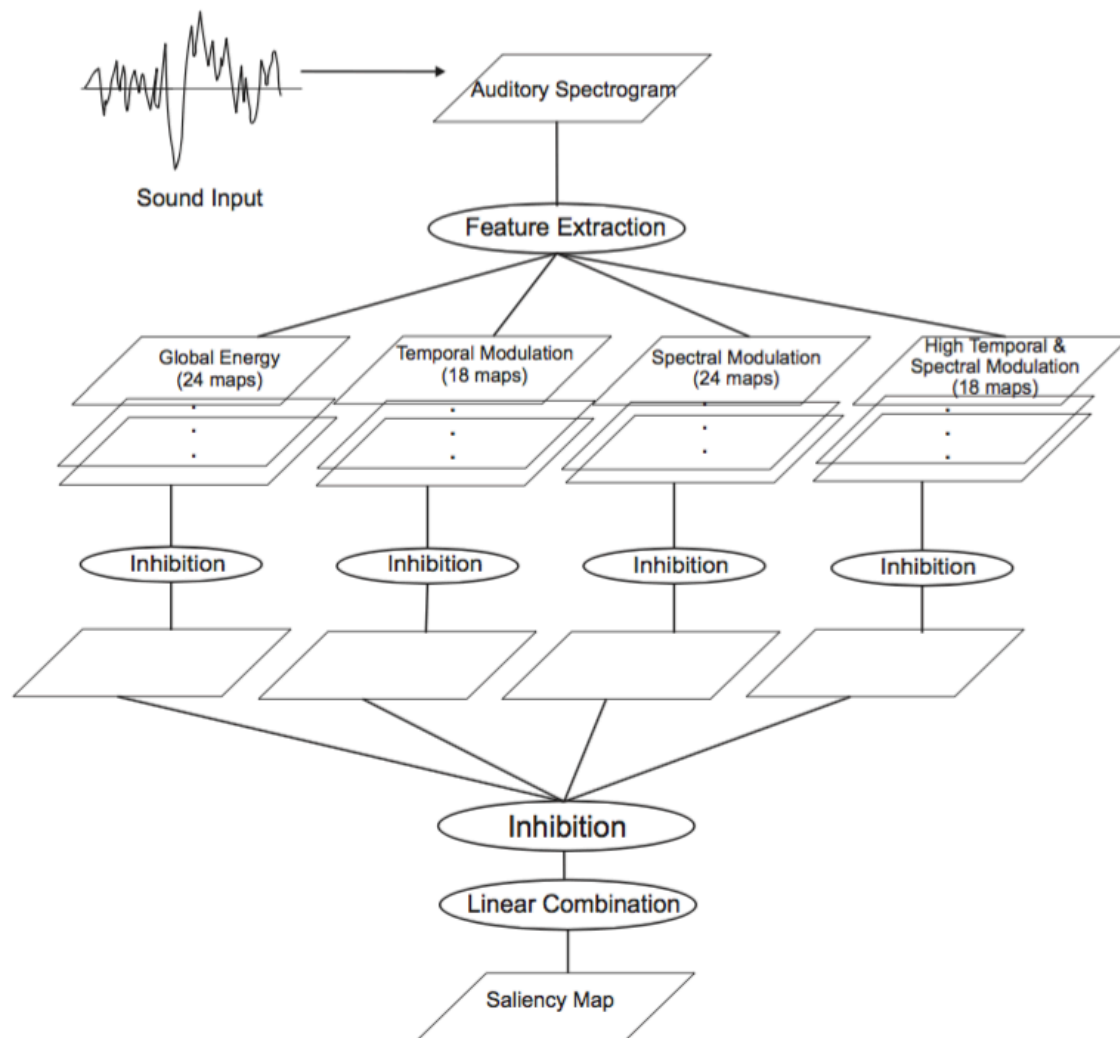 Auditory Spectrogram
Sound Input
Feature Extraction
Global Energy
(24 maps)
Temporal Modulation
(18 maps)
Spectral Modulation
(24 maps)
High Temporal &
Spectral Modulation
(18 maps)
Inhibition
Inhibition
Inhibition
Inhibition
Inhibition
Linear Combination
Saliency Map